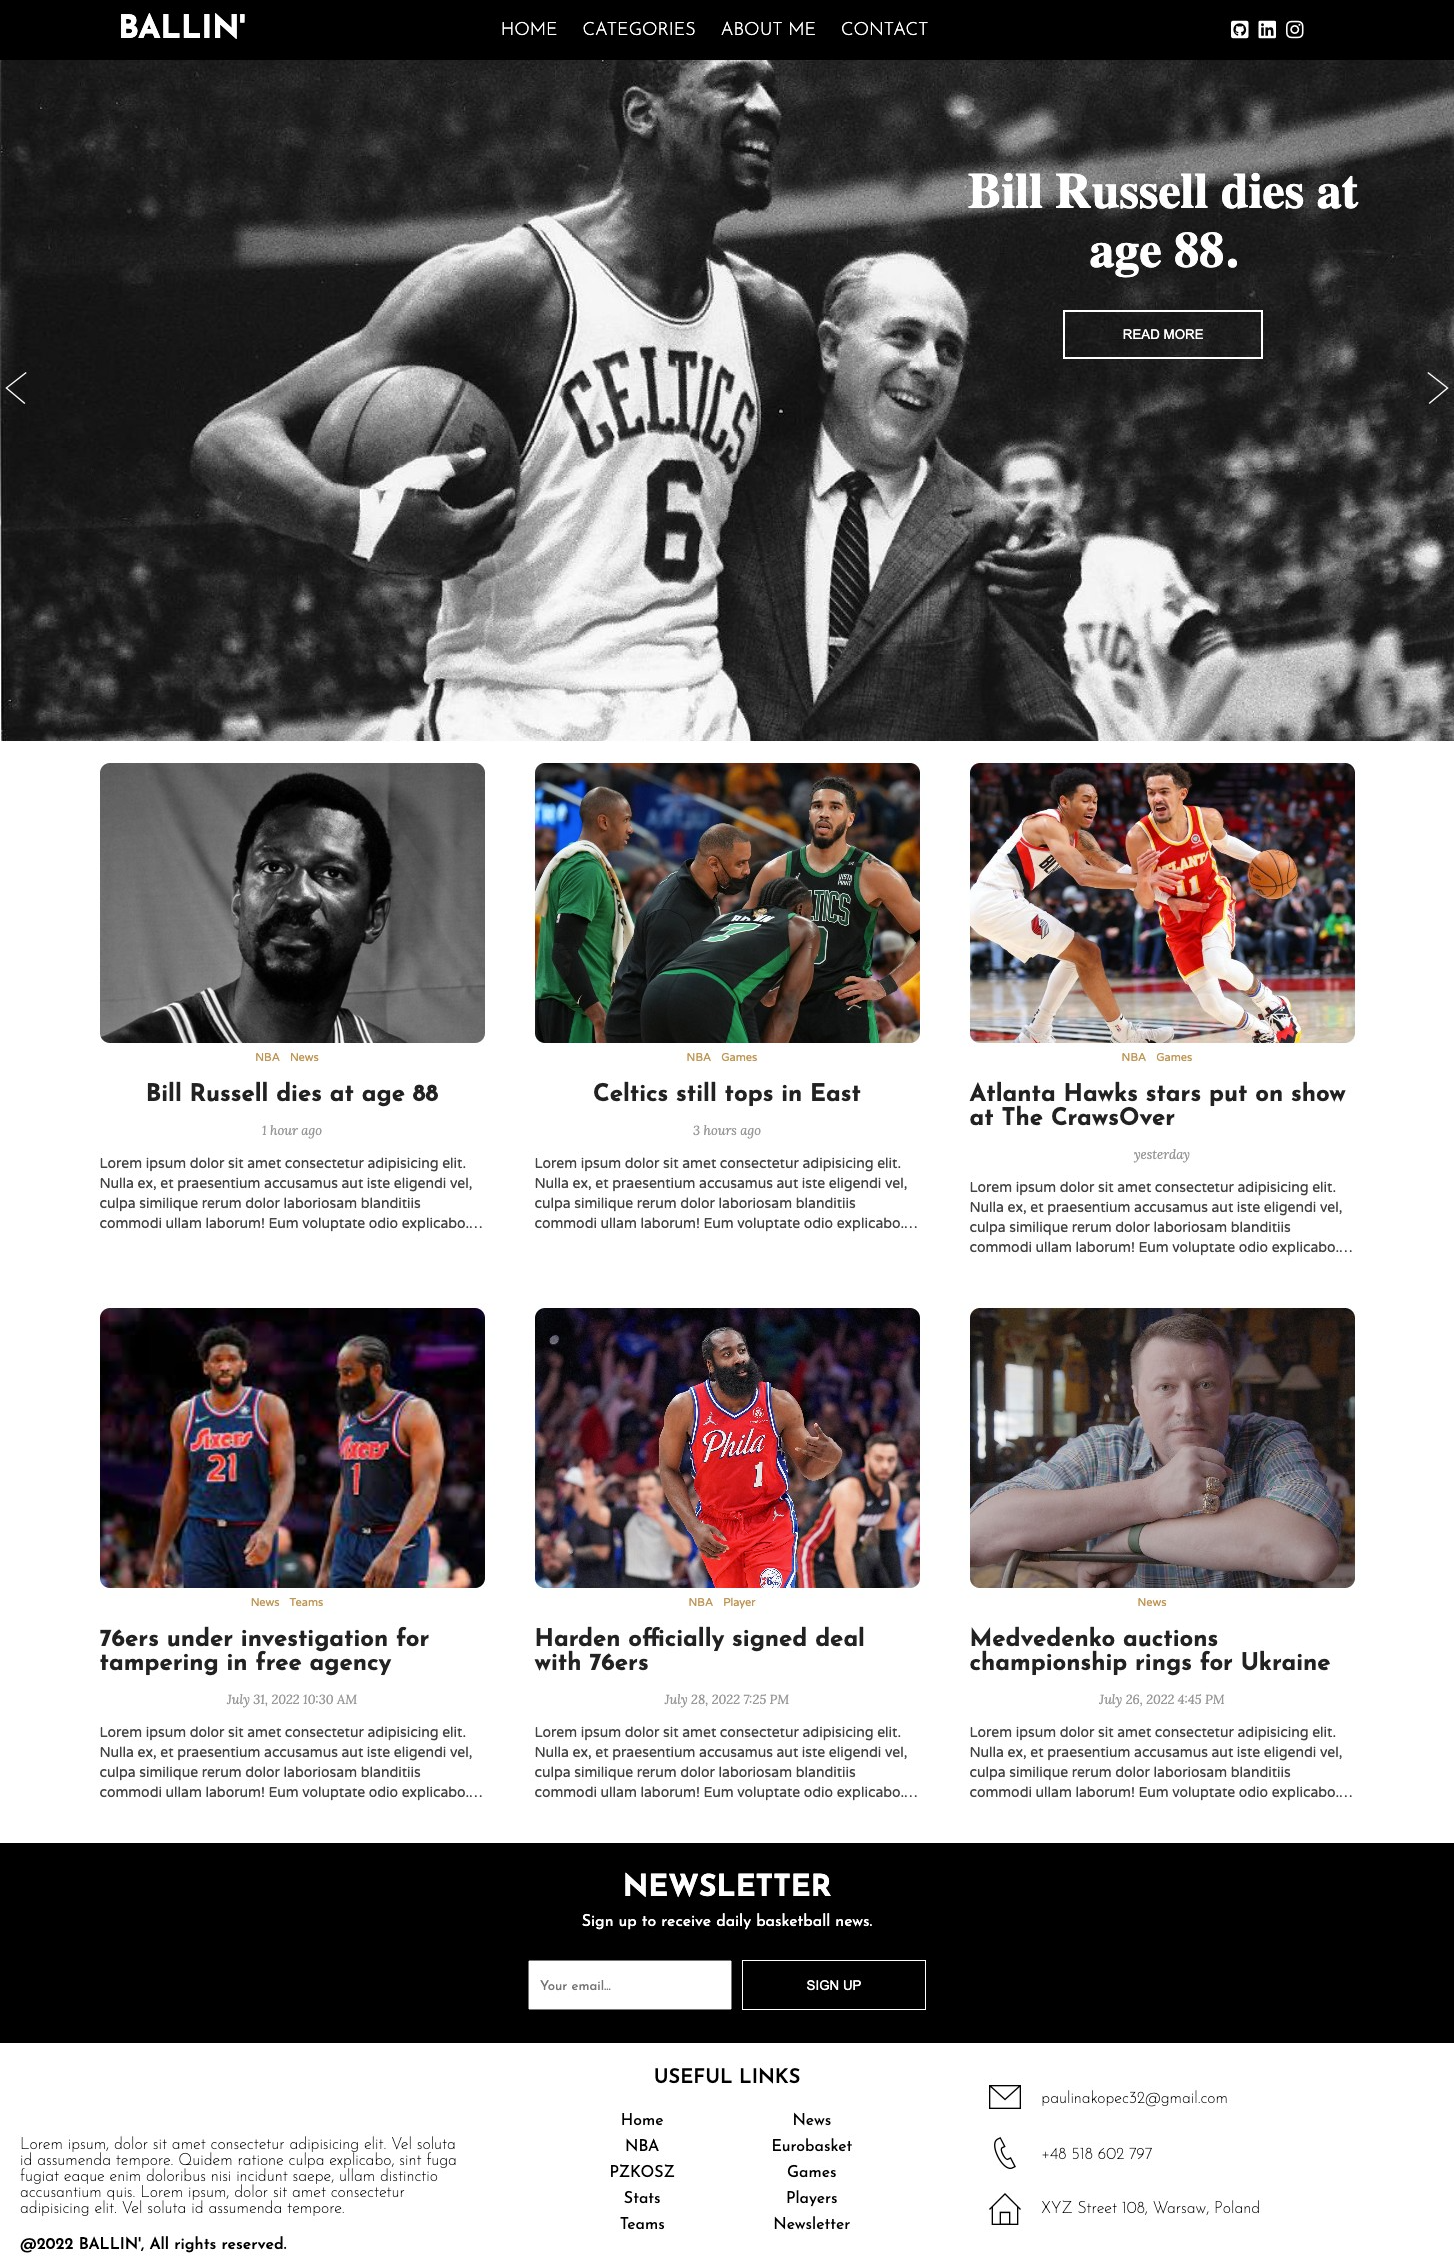 BALLIN'
HOME CATEGORIES ABOUT ME CONTACT
Bill Russell dies at
age 88.
READ MORE
CELTICS
6
NBA News
Bill Russell dies at age 88
1 hour ago
Lorem ipsum dolor sit amet consectetur adipisicing elit.
Nulla ex, et praesentium accusamus aut iste eligendi vel,
culpa similique rerum dolor laboriosam blanditiis
commodi ullam laborum! Eum voluptate odio explicabo.…
7
NBA Games
Celtics still tops in East
3 hours ago
Lorem ipsum dolor sit amet consectetur adipisicing elit.
Nulla ex, et praesentium accusamus aut iste eligendi vel,
culpa similique rerum dolor laboriosam blanditiis
commodi ullam laborum! Eum voluptate odio explicabo.…
11
NBA Games
Atlanta Hawks stars put on show
at The CrawsOver
yesterday
Lorem ipsum dolor sit amet consectetur adipisicing elit.
Nulla ex, et praesentium accusamus aut iste eligendi vel,
culpa similique rerum dolor laboriosam blanditiis
commodi ullam laborum! Eum voluptate odio explicabo.…
Sixers
21
1
News Teams
76ers under investigation for
tampering in free agency
July 31, 2022 10:30 AM
Lorem ipsum dolor sit amet consectetur adipisicing elit.
Nulla ex, et praesentium accusamus aut iste eligendi vel,
culpa similique rerum dolor laboriosam blanditiis
commodi ullam laborum! Eum voluptate odio explicabo.…
Phila
1
NBA Player
Harden officially signed deal
with 76ers
July 28, 2022 7:25 PM
Lorem ipsum dolor sit amet consectetur adipisicing elit.
Nulla ex, et praesentium accusamus aut iste eligendi vel,
culpa similique rerum dolor laboriosam blanditiis
commodi ullam laborum! Eum voluptate odio explicabo.…
News
Medvedenko auctions
championship rings for Ukraine
July 26, 2022 4:45 PM
Lorem ipsum dolor sit amet consectetur adipisicing elit.
Nulla ex, et praesentium accusamus aut iste eligendi vel,
culpa similique rerum dolor laboriosam blanditiis
commodi ullam laborum! Eum voluptate odio explicabo.…
NEWSLETTER
Sign up to receive daily basketball news.
Your email...
SIGN UP
Lorem ipsum, dolor sit amet consectetur adipisicing elit. Vel soluta
id assumenda tempore. Quidem ratione culpa explicabo, sint fuga
fugiat eaque enim doloribus nisi incidunt saepe, ullam distinctio
accusantium quis. Lorem ipsum, dolor sit amet consectetur
adipisicing elit. Vel soluta id assumenda tempore.
@2022 BALLIN', All rights reserved.
USEFUL LINKS
Home
NBA
PZKOSZ
Stats
Teams
News
Eurobasket
Games
Players
Newsletter
paulinakopec32@gmail.com
+48 518 602 797
XYZ Street 108, Warsaw, Poland